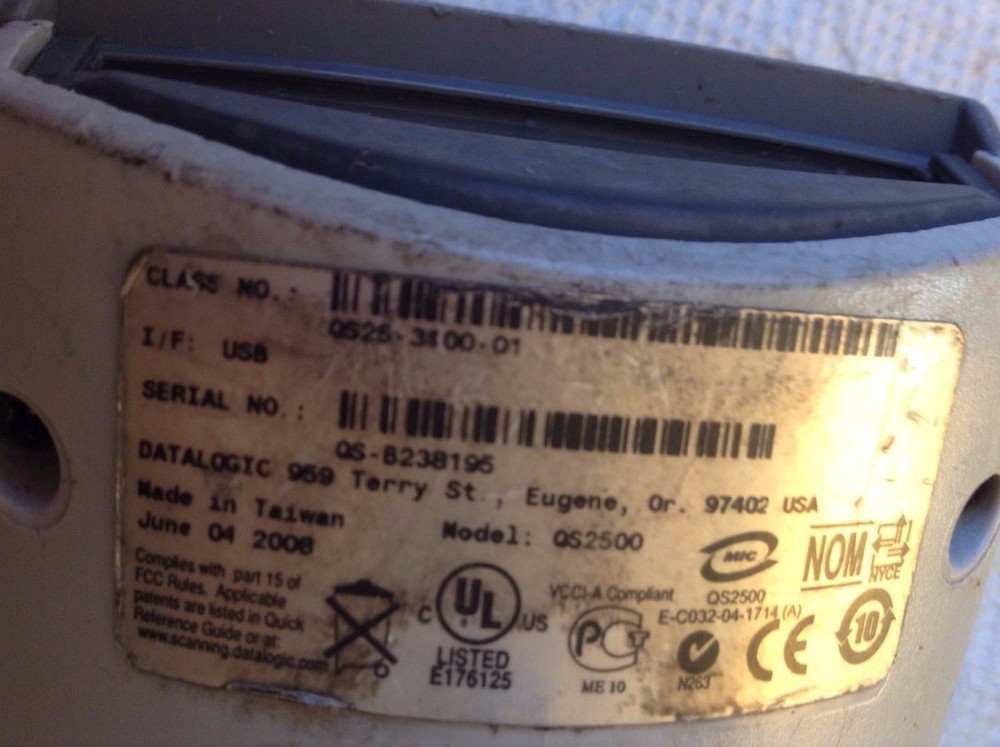 CLASS NO.:
QS25-3100-01
I/F: USB
SERIAL NO.:
QS-B238195
DATALOGIC 959 Terry St., Eugene, Or. 97402 USA
Made in Taiwan
Model: QS2500
June 04 2008
Complies with part 15 of
FCC Rules. Applicable
patents are listed in Quick
Reference Guide or at:
www.scanning.datalogic.com
C UL US
LISTED
E176125
VCCI-A Compliant
PG
ME 10
MIC
QS2500
E-C032-04-1714 (A)
N263
CE
NOM
NYCE
10